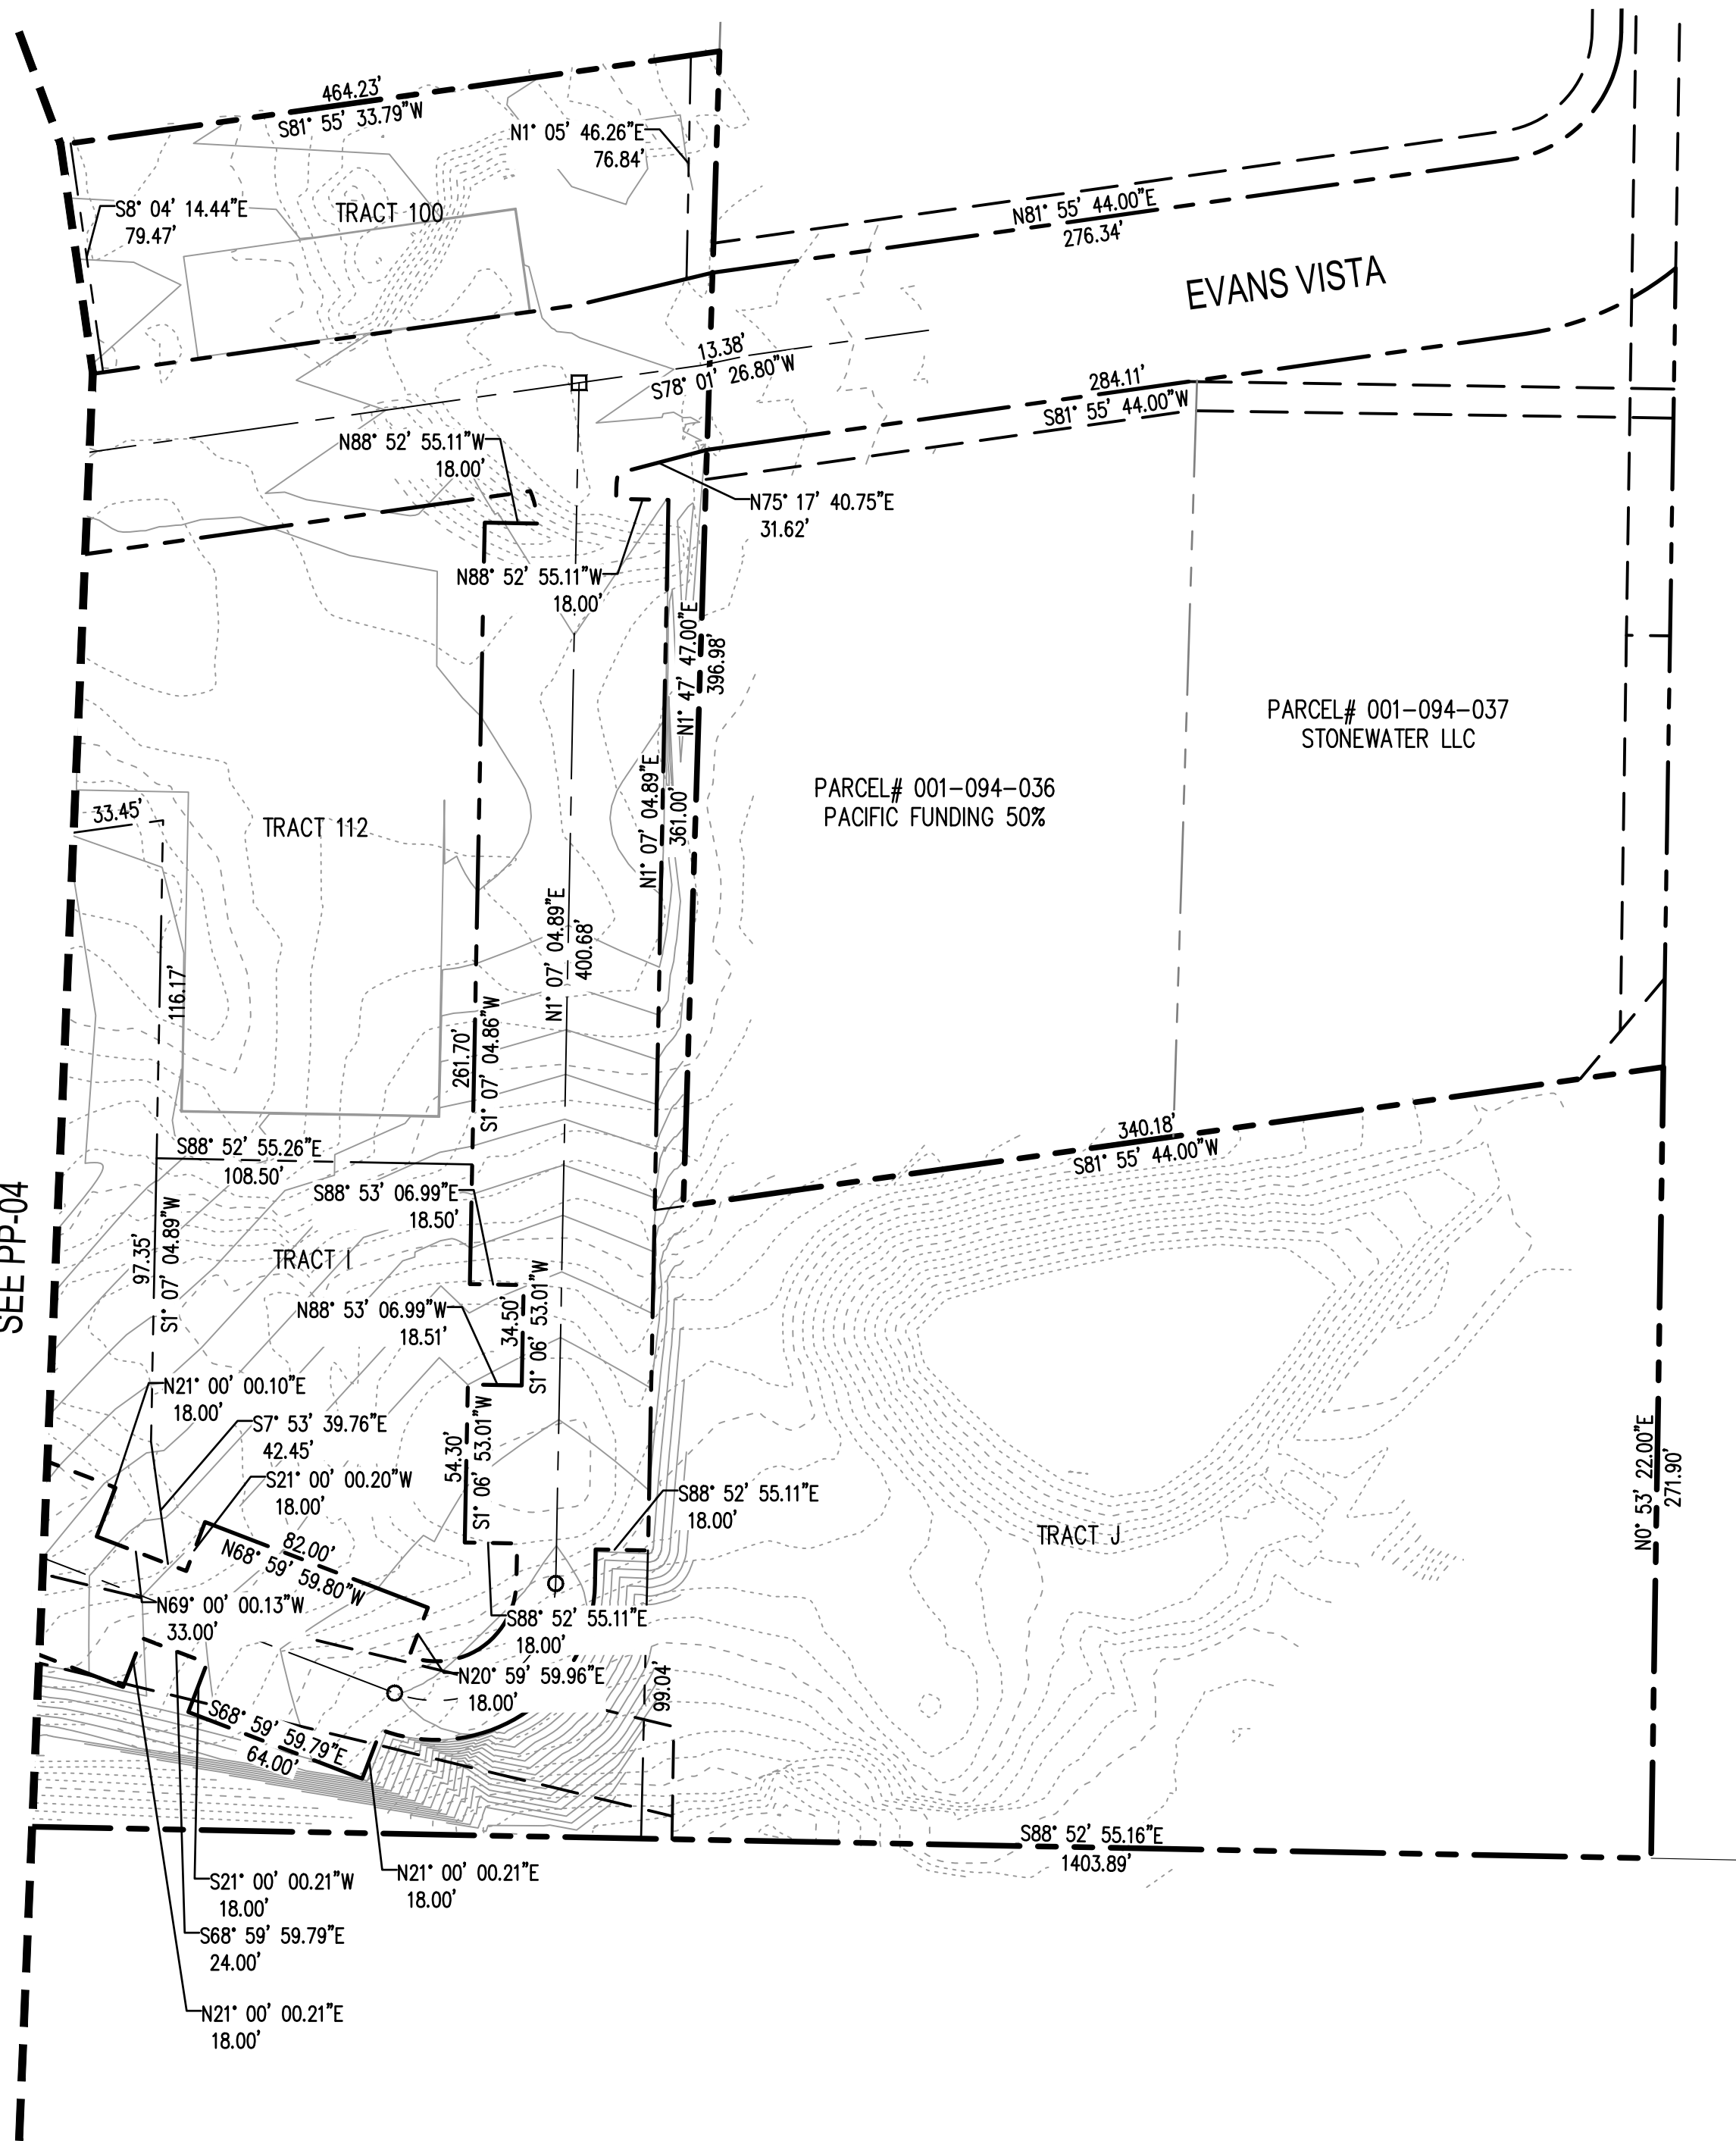 464.23'
S81° 55' 33.79"W
N1° 05' 46.26"E
76.84'
S8° 04' 14.44"E
79.47'
TRACT 100
N81° 55' 44.00"E
276.34'
EVANS VISTA
13.38'
S78° 01' 26.80"W
284.11'
S81° 55' 44.00"W
N88° 52' 55.11"W
18.00'
N75° 17' 40.75"E
31.62'
N88° 52' 55.11"W
18.00'
N1° 47' 47.00"E
396.98'
PARCEL# 001-094-037
STONEWATER LLC
PARCEL# 001-094-036
PACIFIC FUNDING 50%
N1° 07' 04.89"E
361.00'
33.45'
TRACT 112
N1° 07' 04.89"E
400.68'
116.17'
261.70'
S1° 07' 04.86"W
S88° 52' 55.26"E
108.50'
340.18'
S81° 55' 44.00"W
SEE PP-04
S88° 53' 06.99"E
18.50'
97.35'
S1° 07' 04.89"W
TRACT I
N88° 53' 06.99"W
18.51'
34.50'
S1° 06' 53.01"W
N21° 00' 00.10"E
18.00'
S7° 53' 39.76"E
42.45'
54.30'
S1° 06' 53.01"W
S21° 00' 00.20"W
18.00'
S88° 52' 55.11"E
18.00'
N0° 53' 22.00"E
271.90'
TRACT J
82.00'
N68° 59' 59.80"W
N69° 00' 00.13"W
33.00'
S88° 52' 55.11"E
18.00'
N20° 59' 59.96"E
18.00'
99.04'
S68° 59' 59.79"E
64.00'
S88° 52' 55.16"E
1403.89'
N21° 00' 00.21"E
18.00'
S21° 00' 00.21"W
18.00'
S68° 59' 59.79"E
24.00'
N21° 00' 00.21"E
18.00'